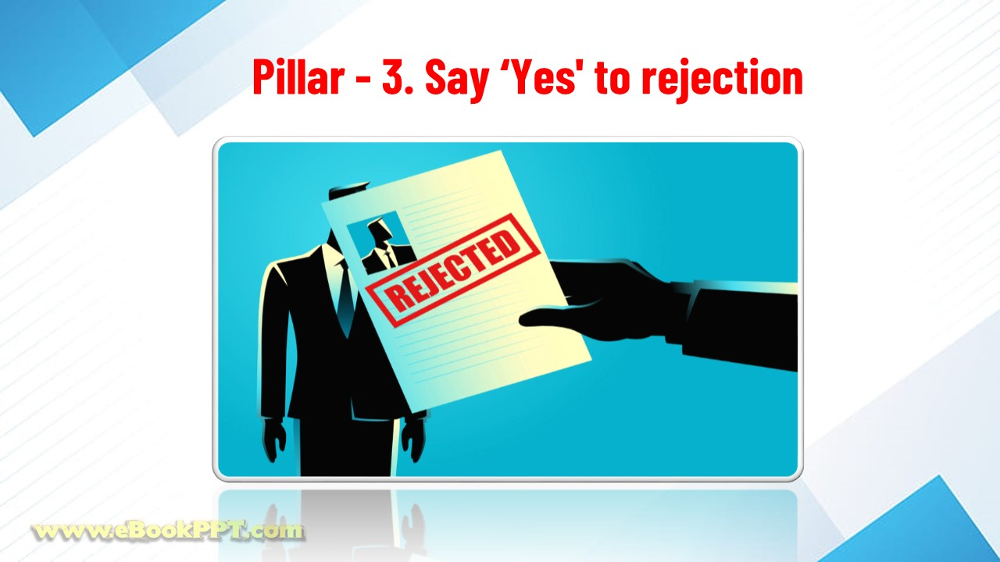 Pillar - 3. Say ‘Yes' to rejection
REJECTED
www.eBookPPT.com